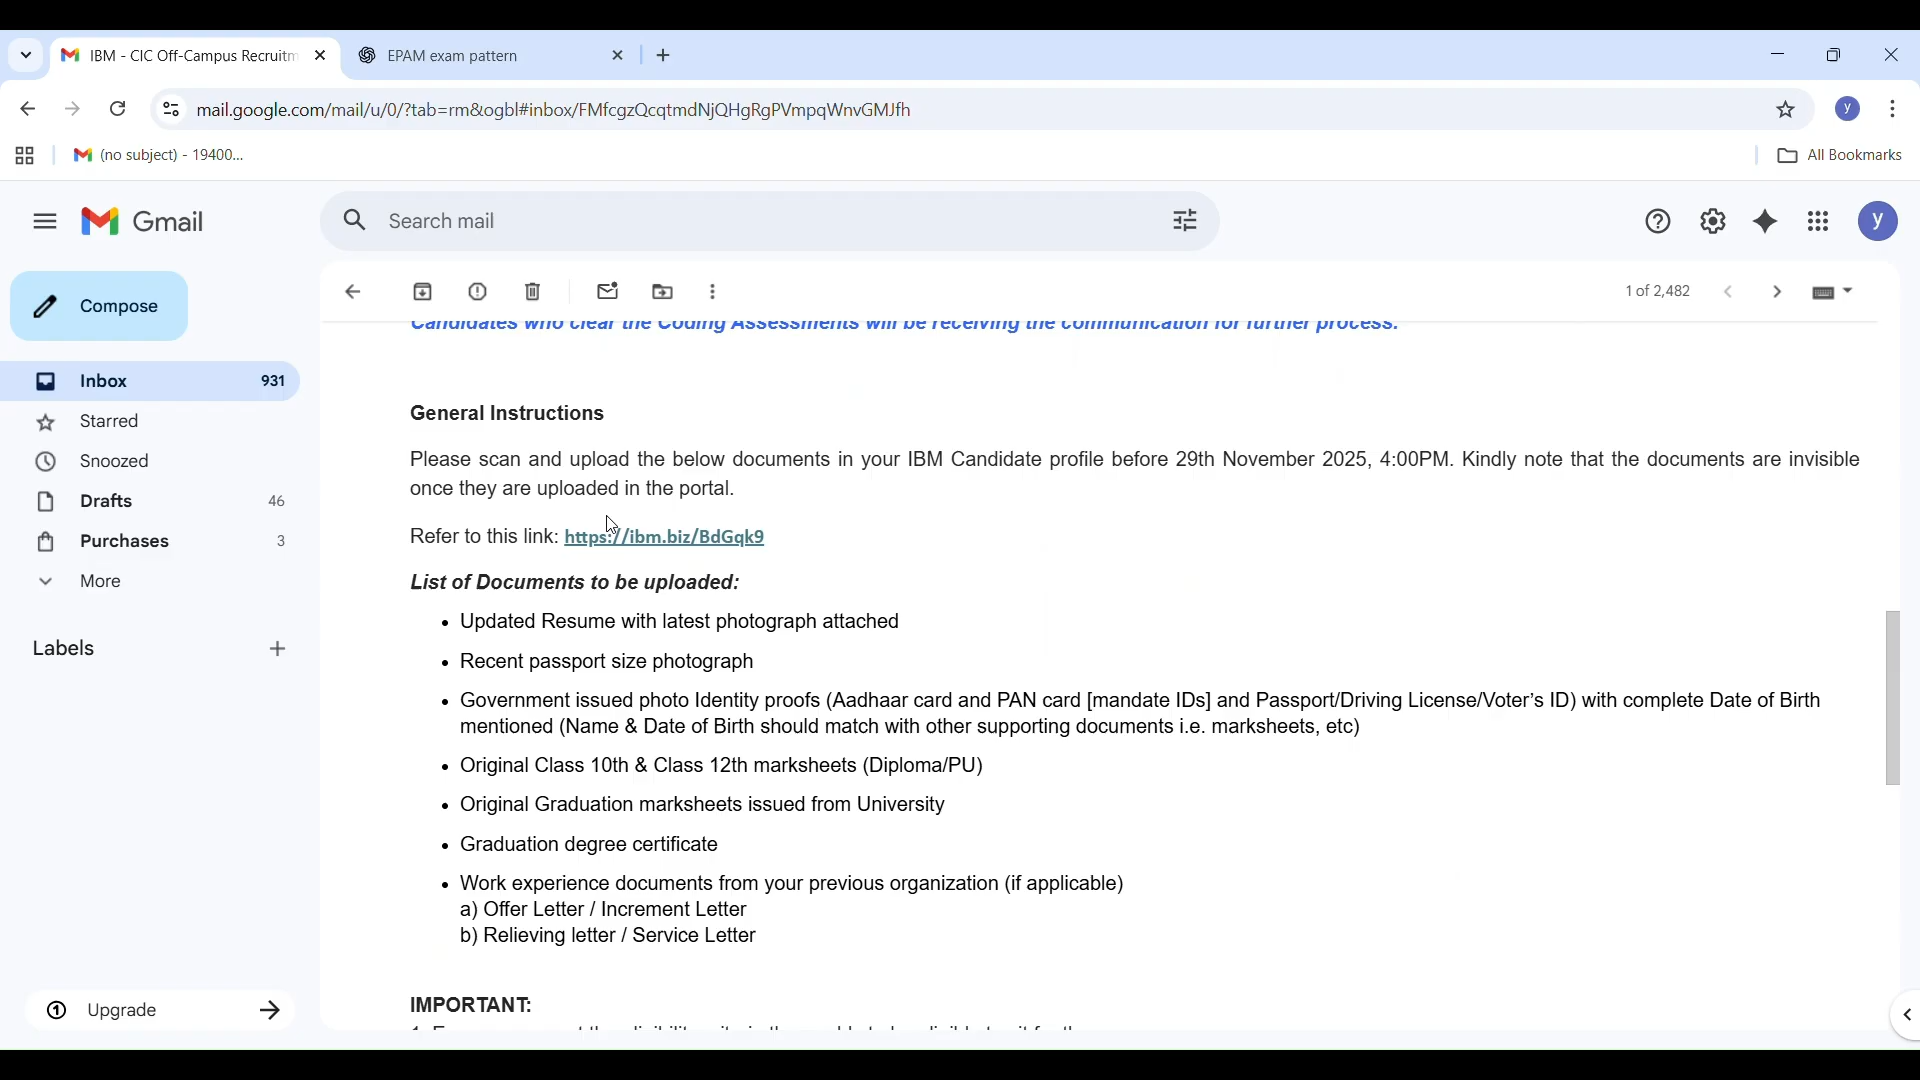 IBM - CIC Off-Campus Recruitm
EPAM exam pattern
mail.google.com/mail/u/0/?tab=rm&ogbl#inbox/FMfcgzQcqtmdNjQHgRgPVmpqWnvGMJfh
y
(no subject) - 19400...
All Bookmarks
Gmail
Search mail
y
Compose
1 of 2,482
Candidates who clear the Coding Assessments will be receiving the communication for further process.
Inbox 931
Starred
Snoozed
Drafts 46
Purchases 3
More
Labels
Upgrade
General Instructions
Please scan and upload the below documents in your IBM Candidate profile before 29th November 2025, 4:00PM. Kindly note that the documents are invisible
once they are uploaded in the portal.
Refer to this link: https://ibm.biz/BdGqk9
List of Documents to be uploaded:
• Updated Resume with latest photograph attached
• Recent passport size photograph
• Government issued photo Identity proofs (Aadhaar card and PAN card [mandate IDs] and Passport/Driving License/Voter’s ID) with complete Date of Birth
mentioned (Name & Date of Birth should match with other supporting documents i.e. marksheets, etc)
• Original Class 10th & Class 12th marksheets (Diploma/PU)
• Original Graduation marksheets issued from University
• Graduation degree certificate
• Work experience documents from your previous organization (if applicable)
a) Offer Letter / Increment Letter
b) Relieving letter / Service Letter
IMPORTANT: